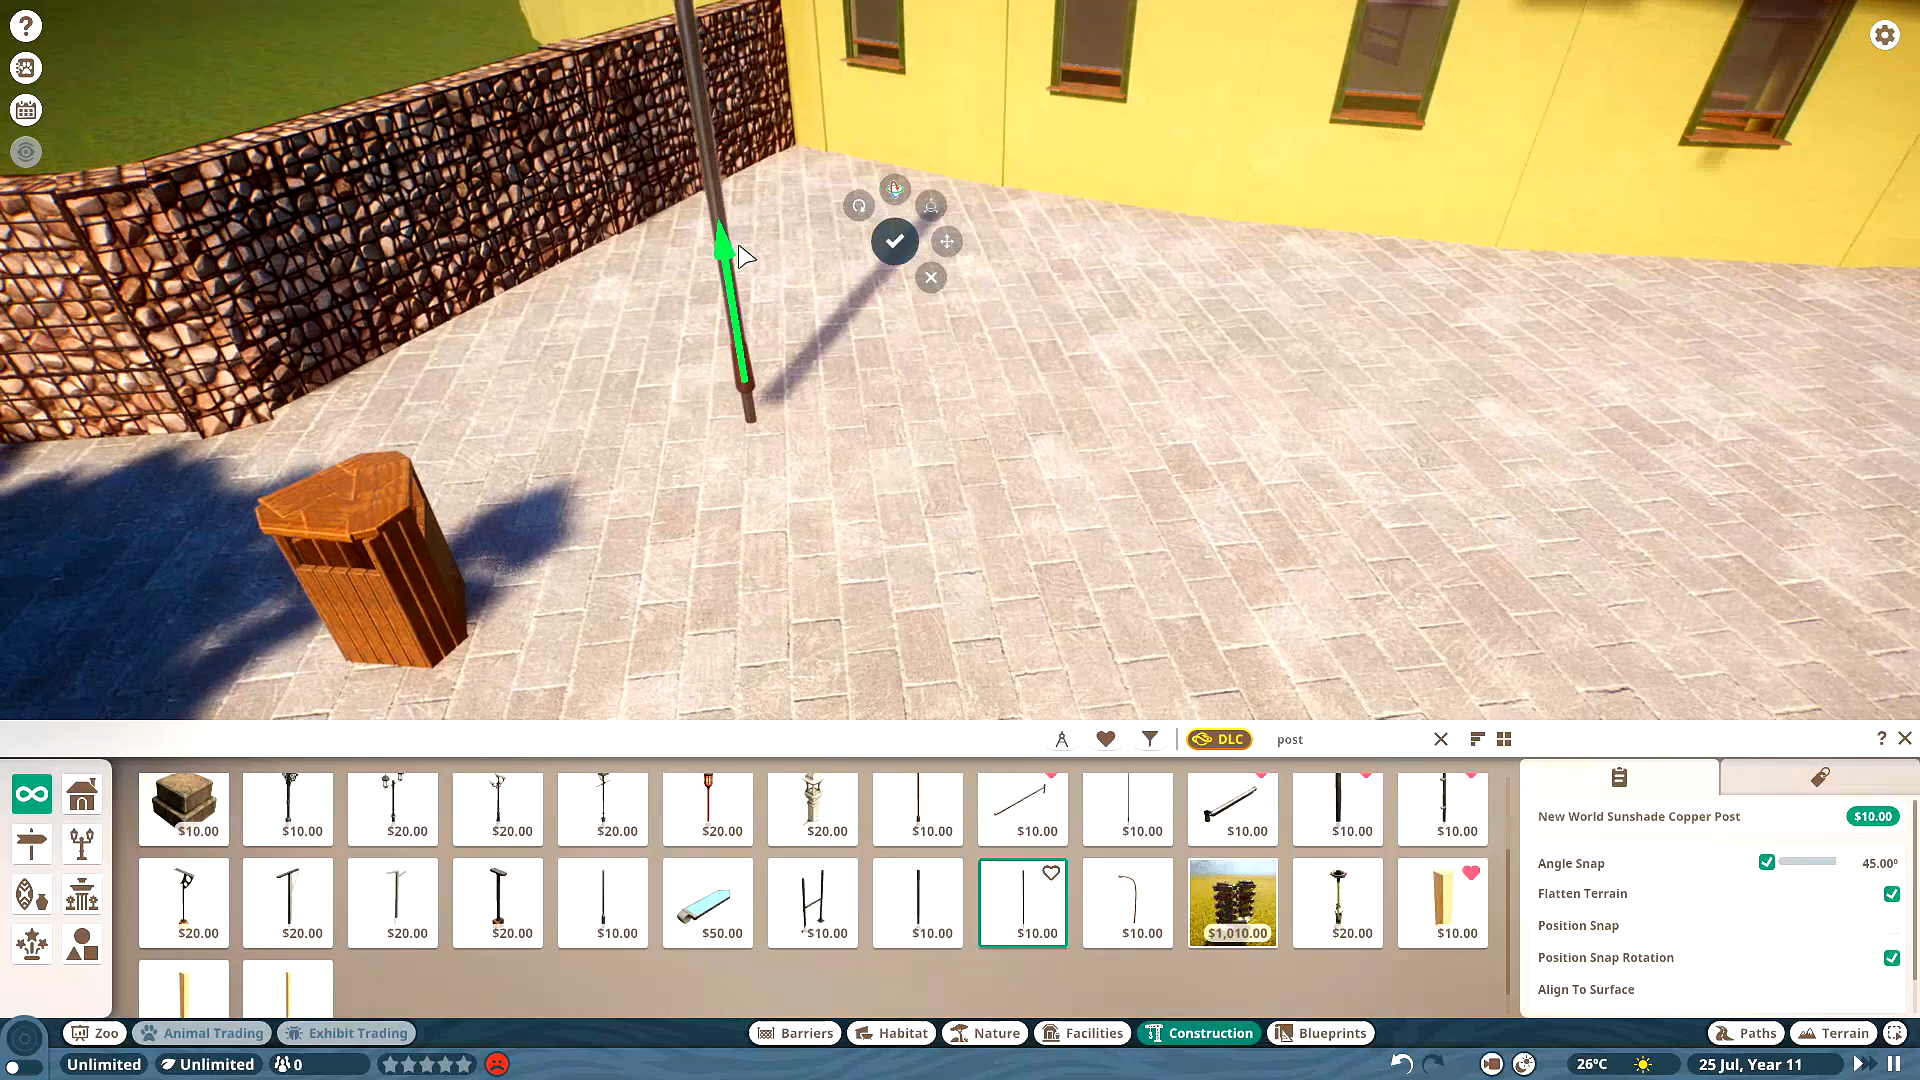 ?
DLC
post
?
$10.00
$10.00
$20.00
$20.00
$20.00
$20.00
$20.00
$10.00
$10.00
$10.00
$10.00
$10.00
$10.00
$20.00
$20.00
$20.00
$20.00
$10.00
$50.00
$10.00
$10.00
$10.00
$10.00
$1,010.00
$20.00
$10.00
New World Sunshade Copper Post
$10.00
Angle Snap
45.00°
Flatten Terrain
Position Snap
Position Snap Rotation
Align To Surface
Zoo
Animal Trading
Exhibit Trading
Barriers
Habitat
Nature
Facilities
Construction
Blueprints
Paths
Terrain
Unlimited
Unlimited
0
26°C
25 Jul, Year 11